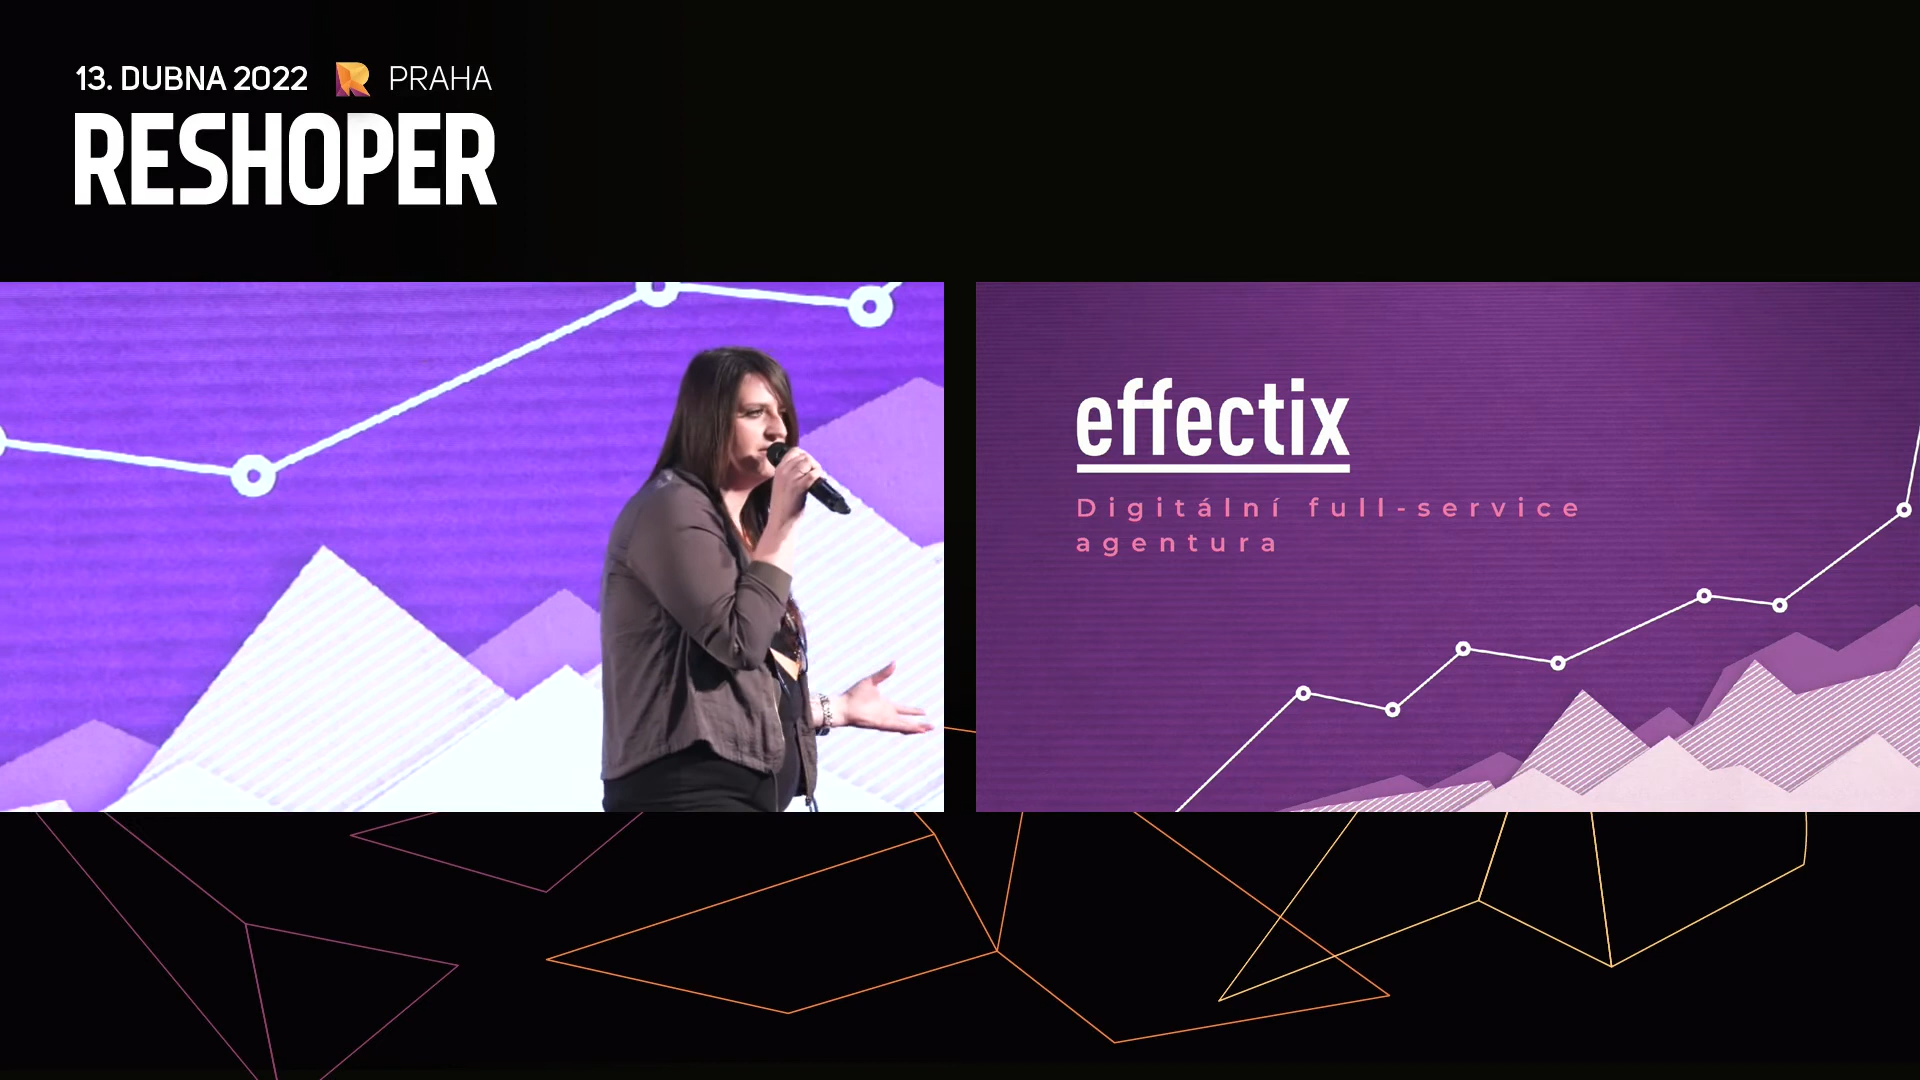 13. DUBNA 2022 PRAHA
RESHOPER
effectix
Digitální full-service
agentura